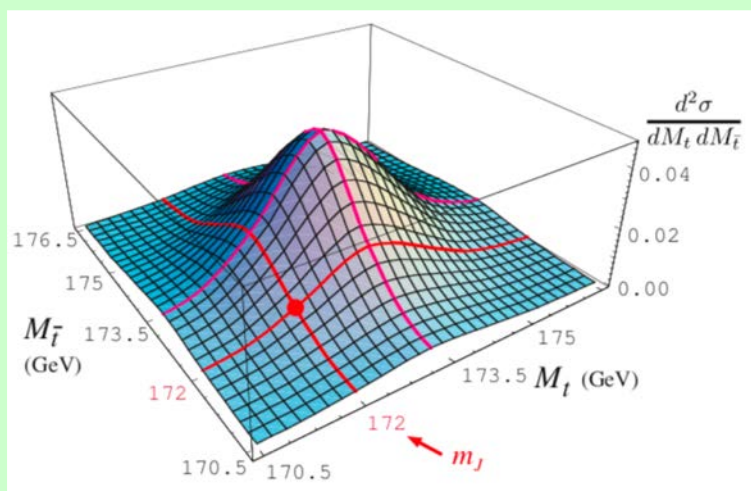 d²σ
dM_t dM_t̄
0.04
0.02
0.00
176.5
175
173.5
172
170.5
M_t̄
(GeV)
170.5
172
173.5
175
M_t (GeV)
m_J